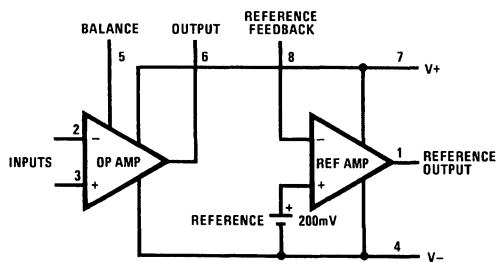 BALANCE
OUTPUT
REFERENCE
FEEDBACK
5
6
8
7
V+
2
−
OP AMP
INPUTS
3
+
−
REF AMP
+
1
REFERENCE
OUTPUT
REFERENCE
+
200mV
4
V−